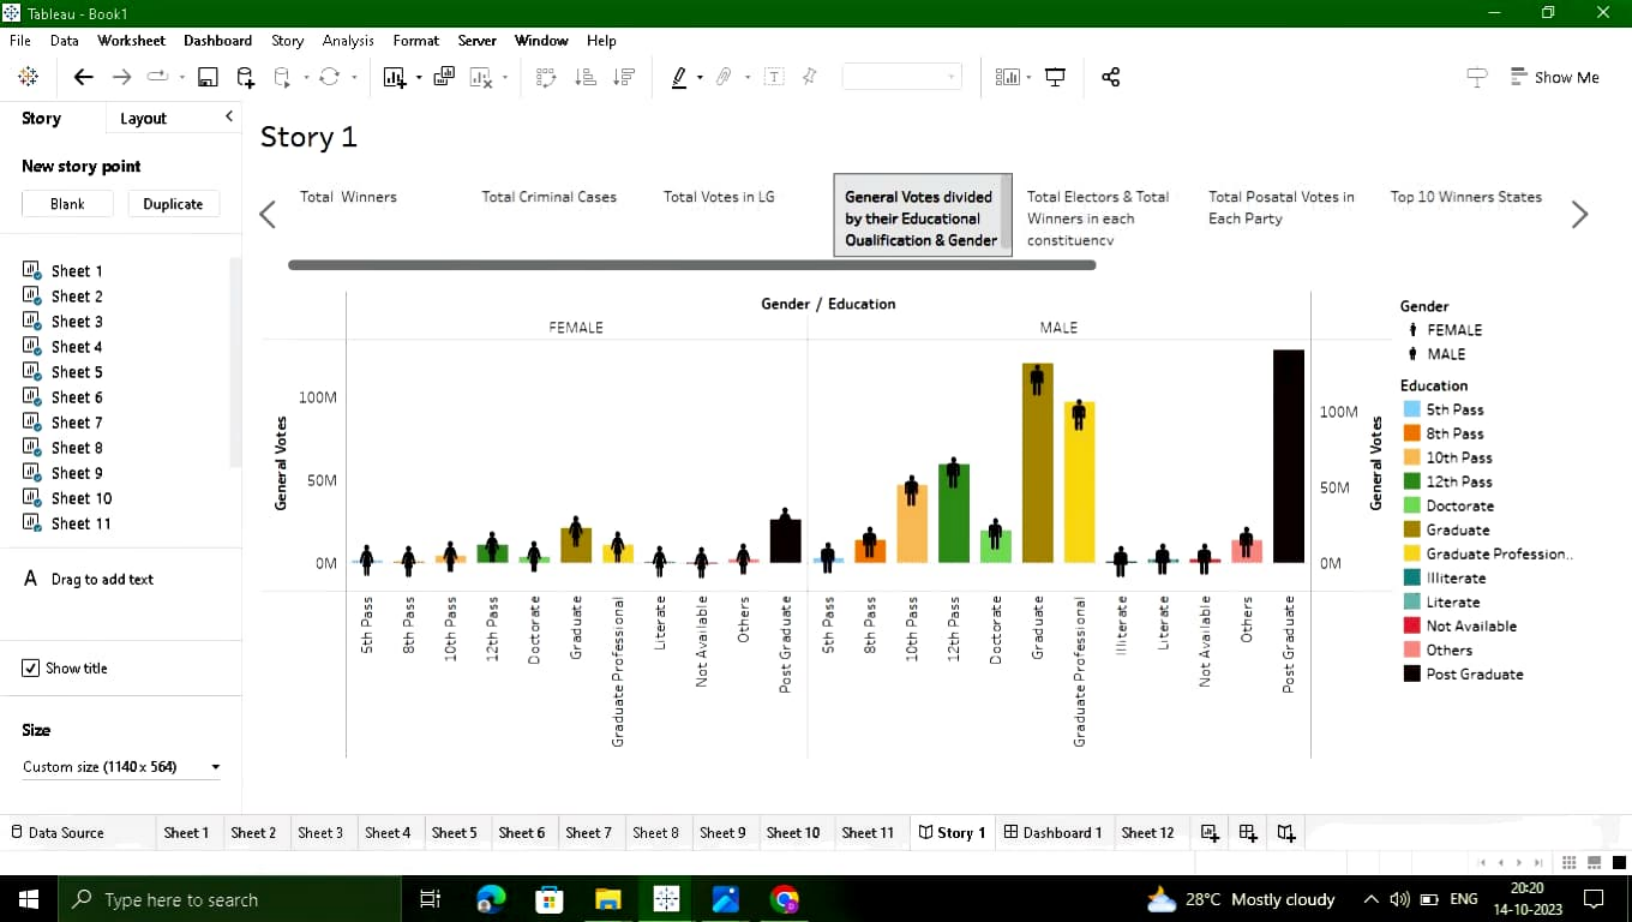 Tableau - Book1
File Data Worksheet Dashboard Story Analysis Format Server Window Help
Show Me
Story Layout
New story point
Blank Duplicate
Sheet 1
Sheet 2
Sheet 3
Sheet 4
Sheet 5
Sheet 6
Sheet 7
Sheet 8
Sheet 9
Sheet 10
Sheet 11
A Drag to add text
Show title
Size
Custom size (1140 x 564)
Story 1
Total Winners
Total Criminal Cases
Total Votes in LG
General Votes divided
by their Educational
Qualification & Gender
Total Electors & Total
Winners in each
constituency
Total Posatal Votes in
Each Party
Top 10 Winners States
Gender / Education
FEMALE MALE
General Votes
100M
50M
0M
100M
50M
0M
General Votes
5th Pass
8th Pass
10th Pass
12th Pass
Doctorate
Graduate
Graduate Professional
Literate
Not Available
Others
Post Graduate
5th Pass
8th Pass
10th Pass
12th Pass
Doctorate
Graduate
Graduate Professional
Illiterate
Literate
Not Available
Others
Post Graduate
Gender
FEMALE
MALE
Education
5th Pass
8th Pass
10th Pass
12th Pass
Doctorate
Graduate
Graduate Profession..
Illiterate
Literate
Not Available
Others
Post Graduate
Data Source Sheet 1 Sheet 2 Sheet 3 Sheet 4 Sheet 5 Sheet 6 Sheet 7 Sheet 8 Sheet 9 Sheet 10 Sheet 11 Story 1 Dashboard 1 Sheet 12
Type here to search
28°C Mostly cloudy
ENG
20:20
14-10-2023